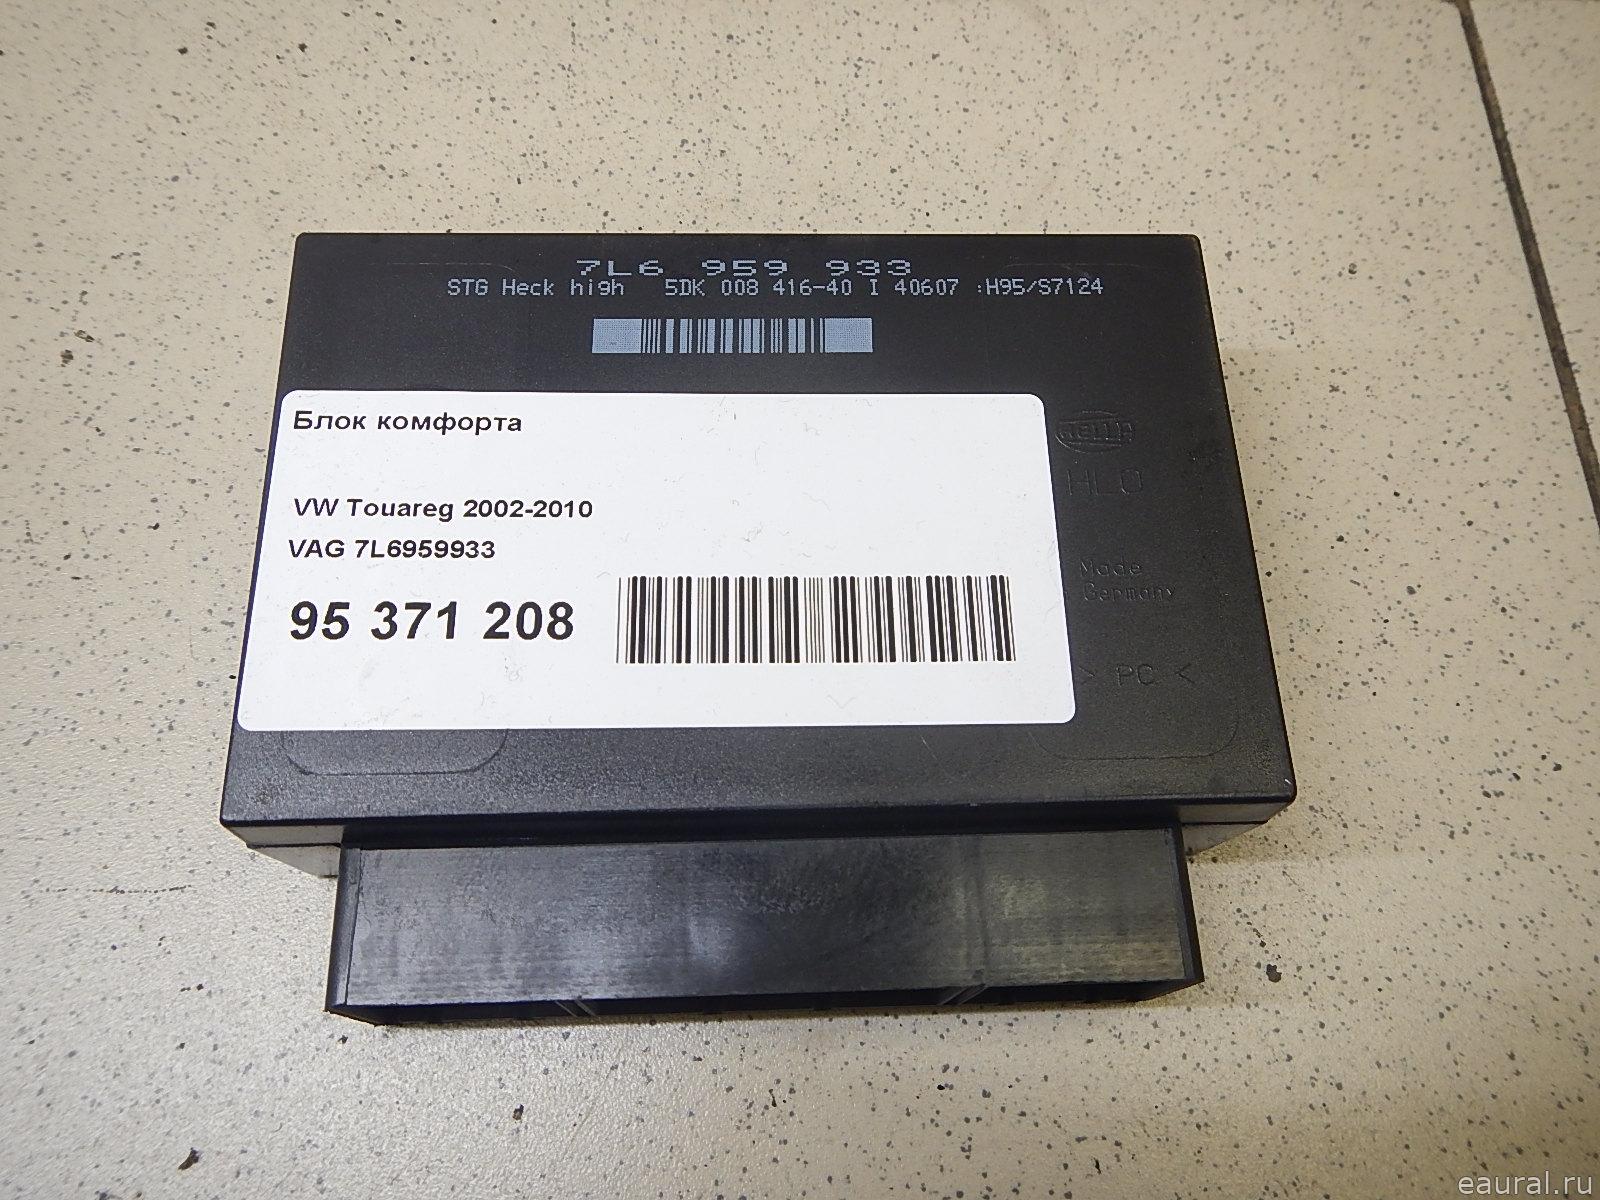 7L6 959 933
STG Heck high 5DK 008 416-40 I 40607 :H95/S7124
Блок комфорта
VW Touareg 2002-2010
VAG 7L6959933
95 371 208
Hella
HLO
Made
Germany
> PC <
eaural.ru